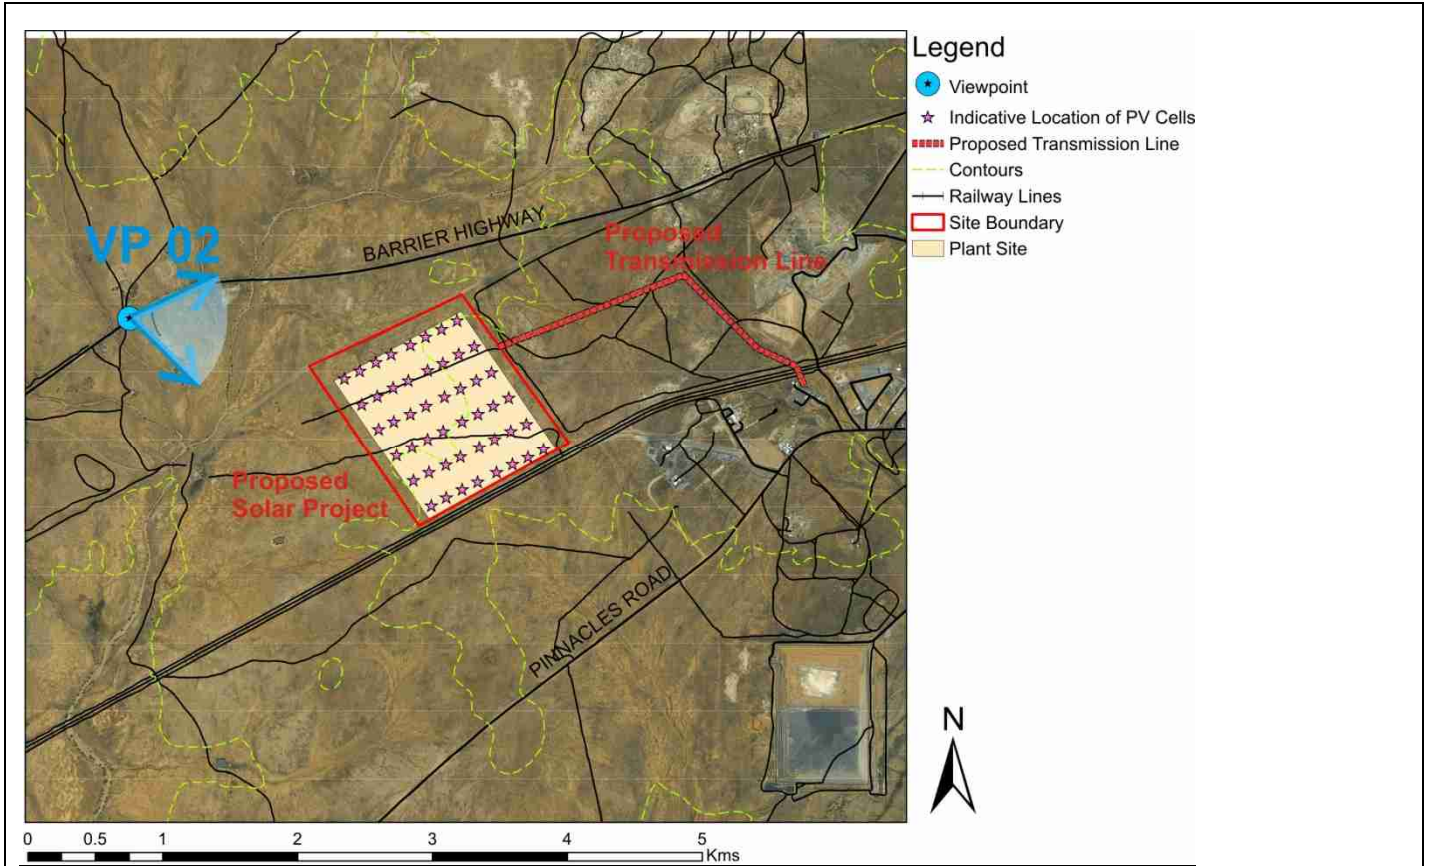 Legend
Viewpoint
Indicative Location of PV Cells
Proposed Transmission Line
Contours
Railway Lines
Site Boundary
Plant Site
VP 02
BARRIER HIGHWAY
Proposed
Transmission Line
Proposed
Solar Project
PINNACLES ROAD
N
0 0.5 1 2 3 4 5
Kms